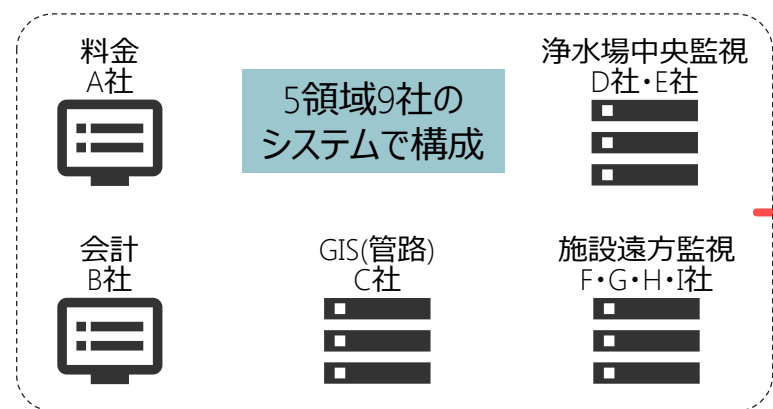 料金
A社
5領域9社の
システムで構成
浄水場中央監視
D社・E社
会計
B社
GIS(管路)
C社
施設遠方監視
F・G・H・I社